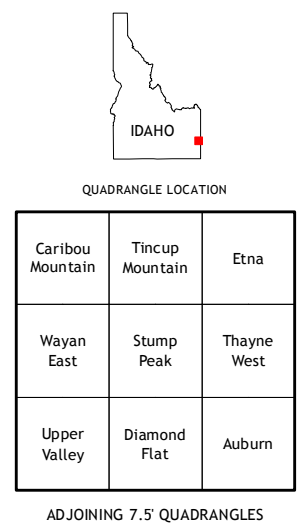 IDAHO
QUADRANGLE LOCATION
Caribou
Mountain
Tincup
Mountain
Etna
Wayan
East
Stump
Peak
Thayne
West
Upper
Valley
Diamond
Flat
Auburn
ADJOINING 7.5' QUADRANGLES